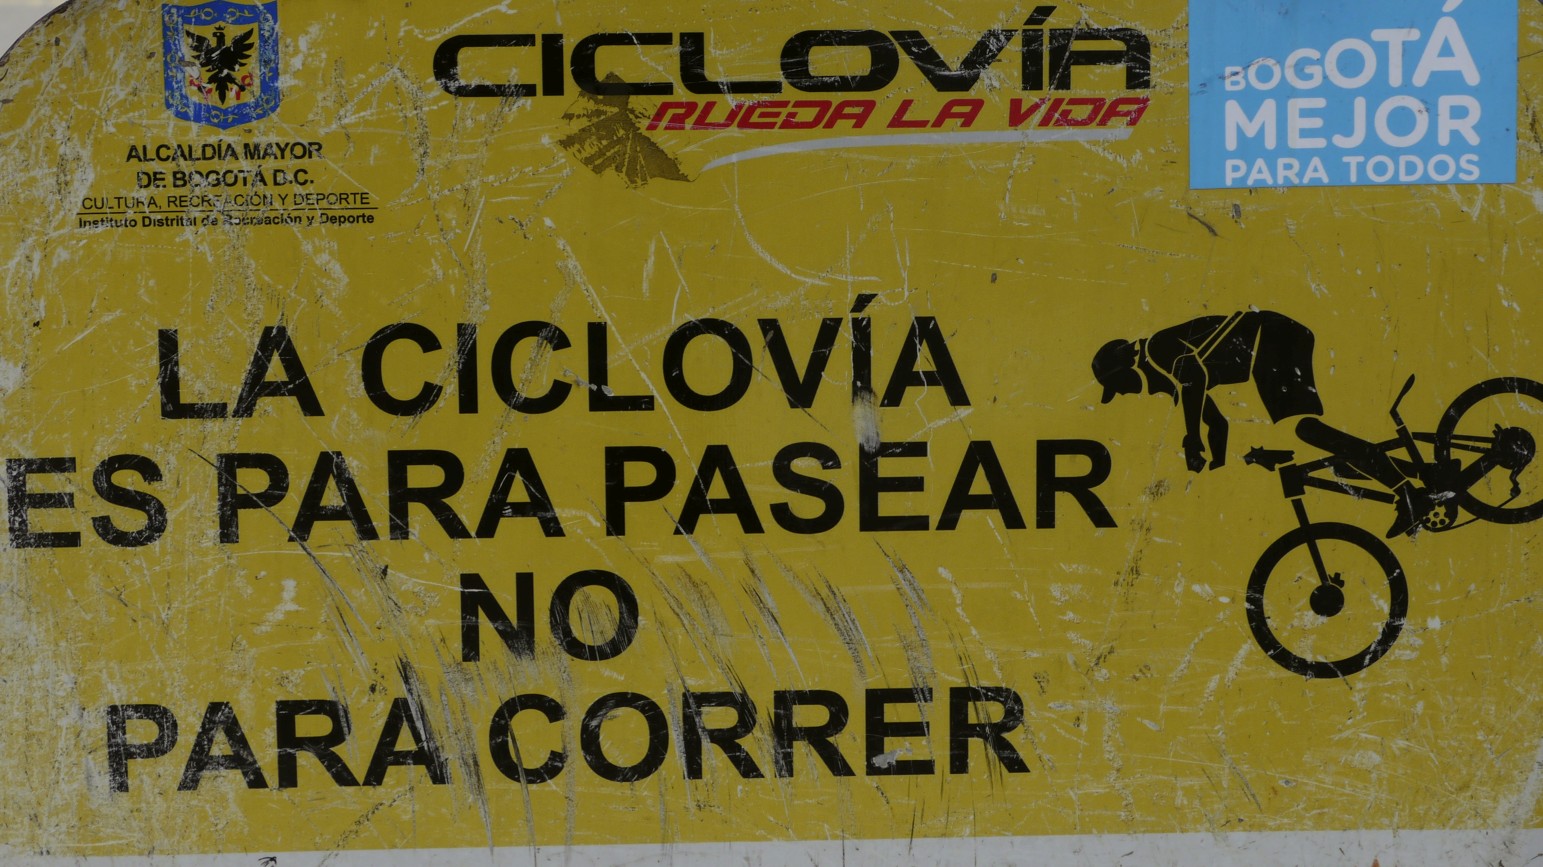 ALCALDÍA MAYOR
DE BOGOTÁ D.C.
CULTURA, RECREACIÓN Y DEPORTE
Instituto Distrital de Recreación y Deporte
CICLOVÍA
RUEDA LA VIDA
BOGOTÁ
MEJOR
PARA TODOS
LA CICLOVÍA
ES PARA PASEAR
NO
PARA CORRER